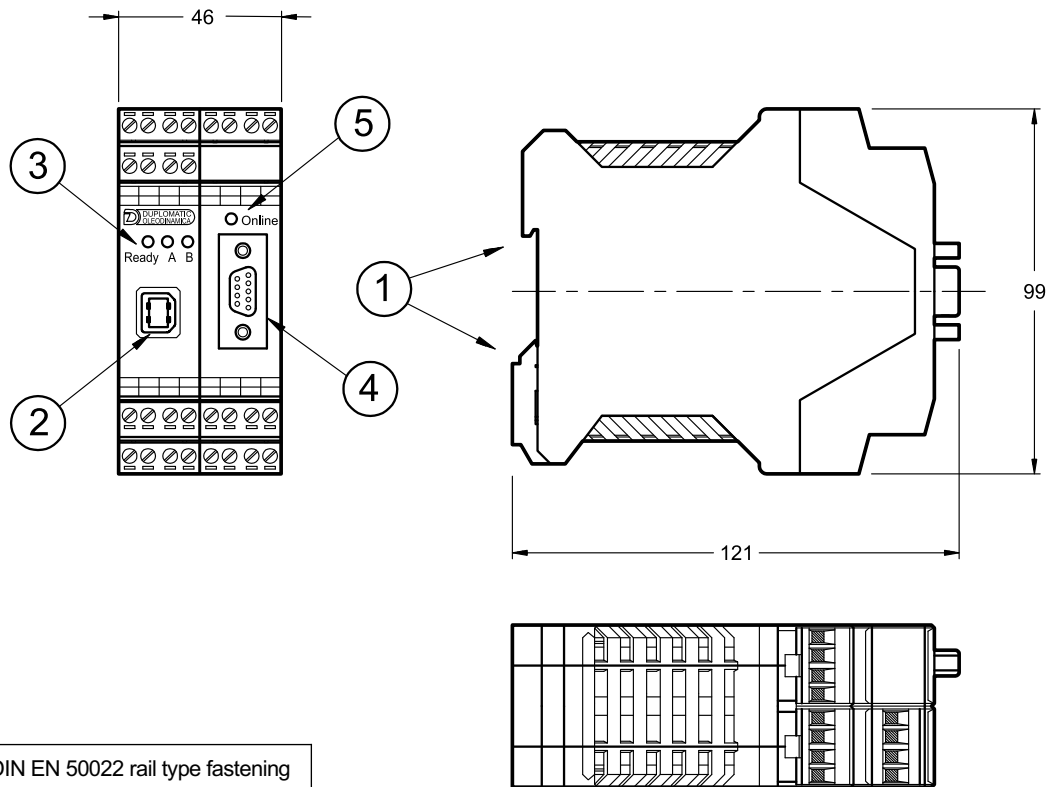 46
5
3
DUPLOMATIC
OLEODINAMICA
Online
Ready A B
1
99
4
2
121
DIN EN 50022 rail type fastening